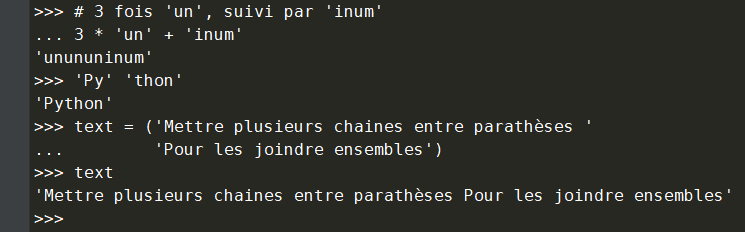 >>> # 3 fois 'un', suivi par 'inum'
... 3 * 'un' + 'inum'
'unununinum'
>>> 'Py' 'thon'
'Python'
>>> text = ('Mettre plusieurs chaines entre parathèses '
...         'Pour les joindre ensembles')
>>> text
'Mettre plusieurs chaines entre parathèses Pour les joindre ensembles'
>>>